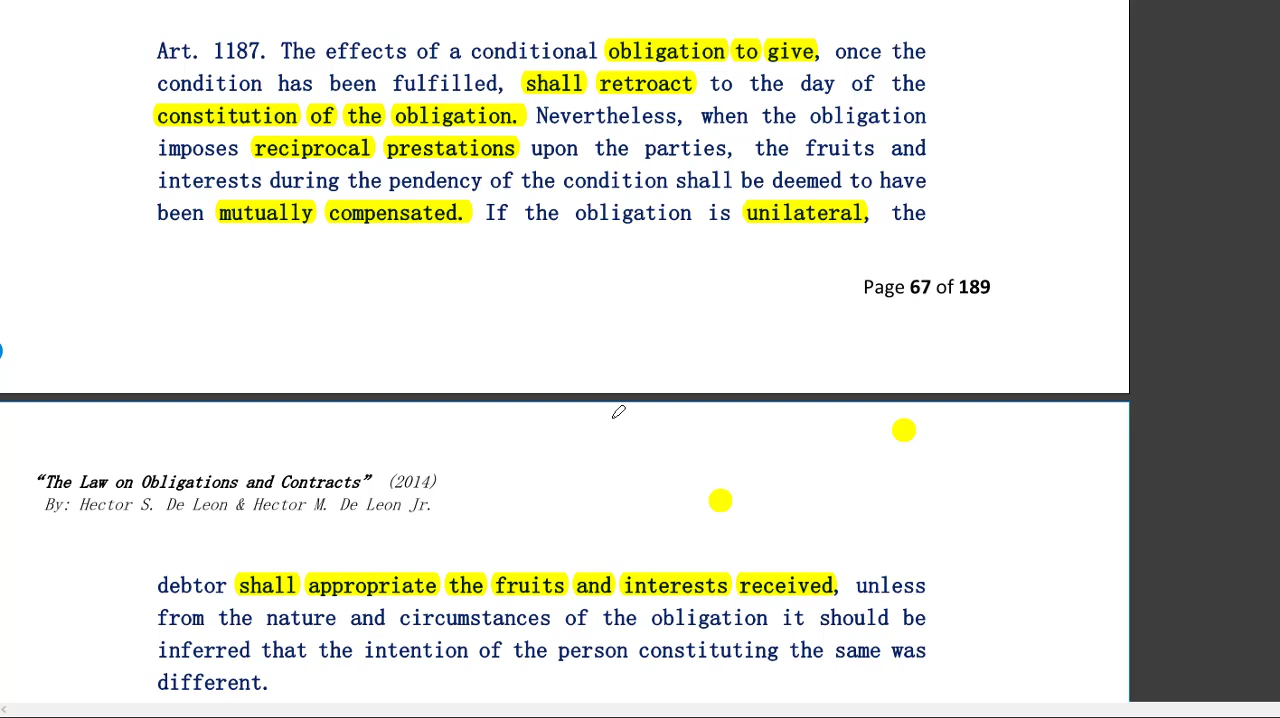 Art. 1187. The effects of a conditional obligation to give, once the
condition has been fulfilled, shall retroact to the day of the
constitution of the obligation. Nevertheless, when the obligation
imposes reciprocal prestations upon the parties, the fruits and
interests during the pendency of the condition shall be deemed to have
been mutually compensated. If the obligation is unilateral, the
Page 67 of 189
“The Law on Obligations and Contracts” (2014)
By: Hector S. De Leon & Hector M. De Leon Jr.
debtor shall appropriate the fruits and interests received, unless
from the nature and circumstances of the obligation it should be
inferred that the intention of the person constituting the same was
different.